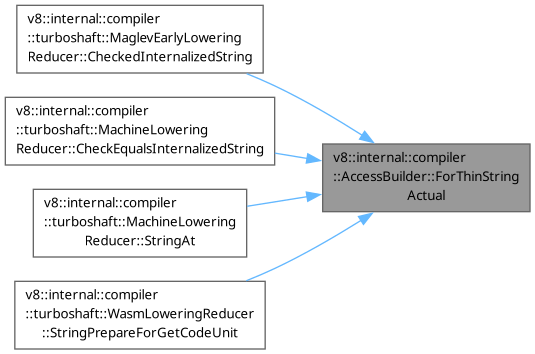 v8::internal::compiler
::turboshaft::MaglevEarlyLowering
Reducer::CheckedInternalizedString
v8::internal::compiler
::turboshaft::MachineLowering
Reducer::CheckEqualsInternalizedString
v8::internal::compiler
::AccessBuilder::ForThinString
Actual
v8::internal::compiler
::turboshaft::MachineLowering
Reducer::StringAt
v8::internal::compiler
::turboshaft::WasmLoweringReducer
::StringPrepareForGetCodeUnit